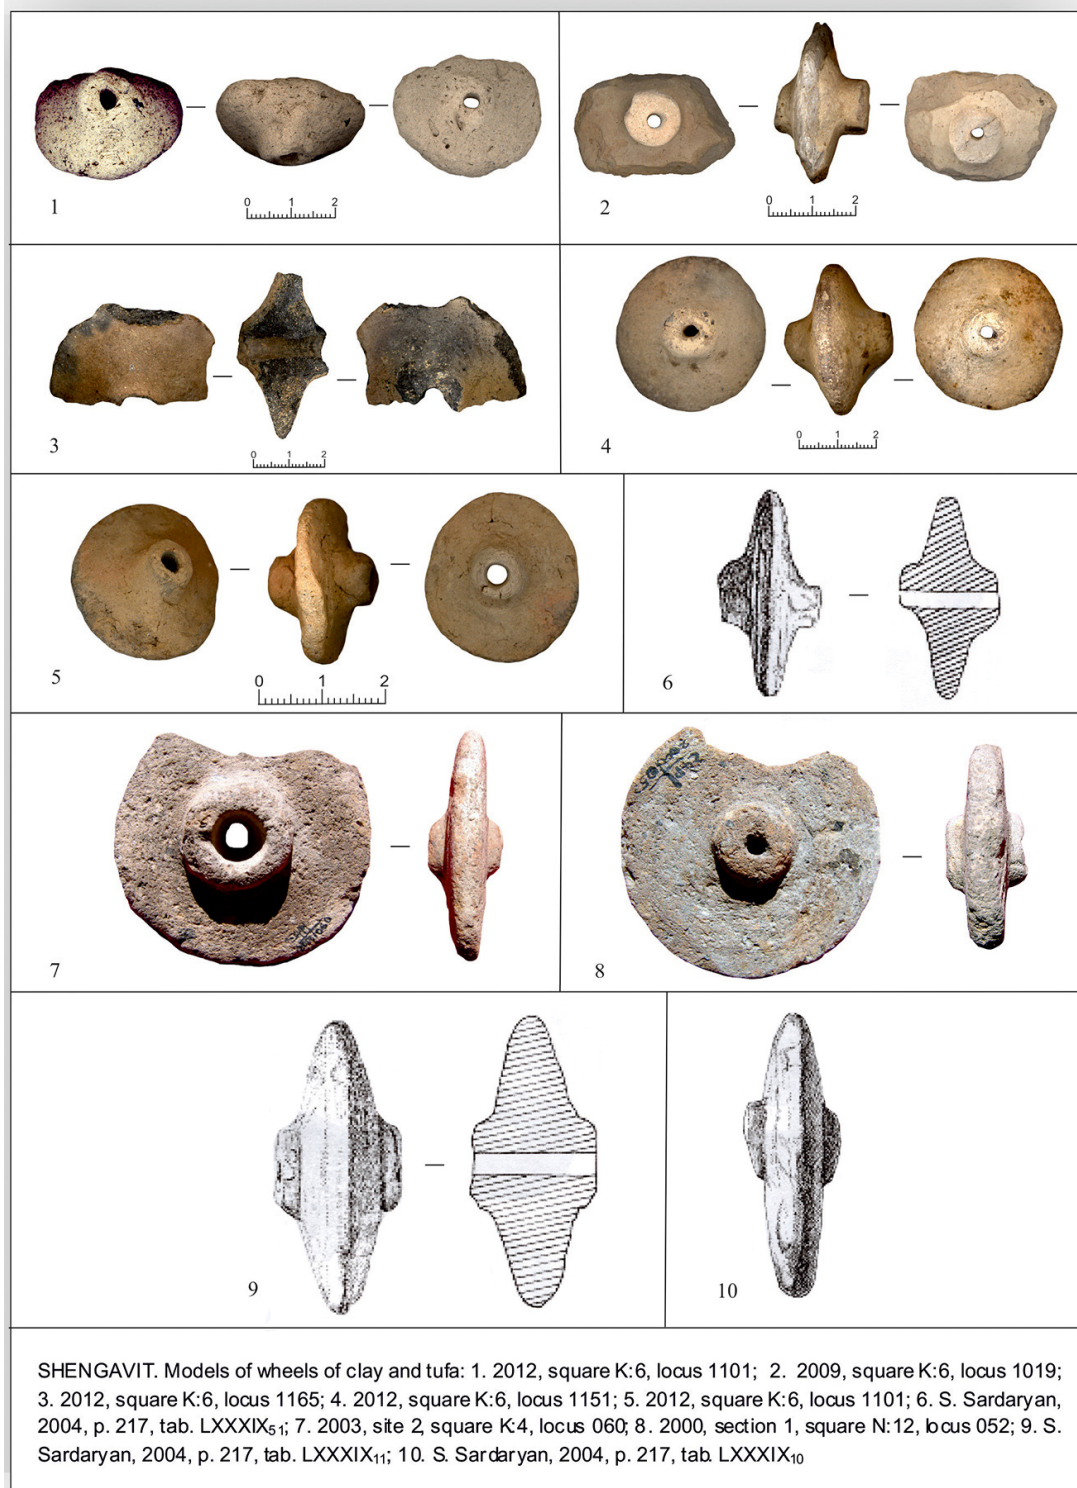 1
0 1 2
2
0 1 2
3
0 1 2
4
0 1 2
5
0 1 2
6
7
8
9
10
SHENGAVIT. Models of wheels of clay and tufa: 1. 2012, square K:6, locus 1101; 2. 2009, square K:6, locus 1019;
3. 2012, square K:6, locus 1165; 4. 2012, square K:6, locus 1151; 5. 2012, square K:6, locus 1101; 6. S. Sardaryan,
2004, p. 217, tab. LXXXIX51; 7. 2003, site 2, square K:4, locus 060; 8. 2000, section 1, square N:12, locus 052; 9. S.
Sardaryan, 2004, p. 217, tab. LXXXIX11; 10. S. Sardaryan, 2004, p. 217, tab. LXXXIX10